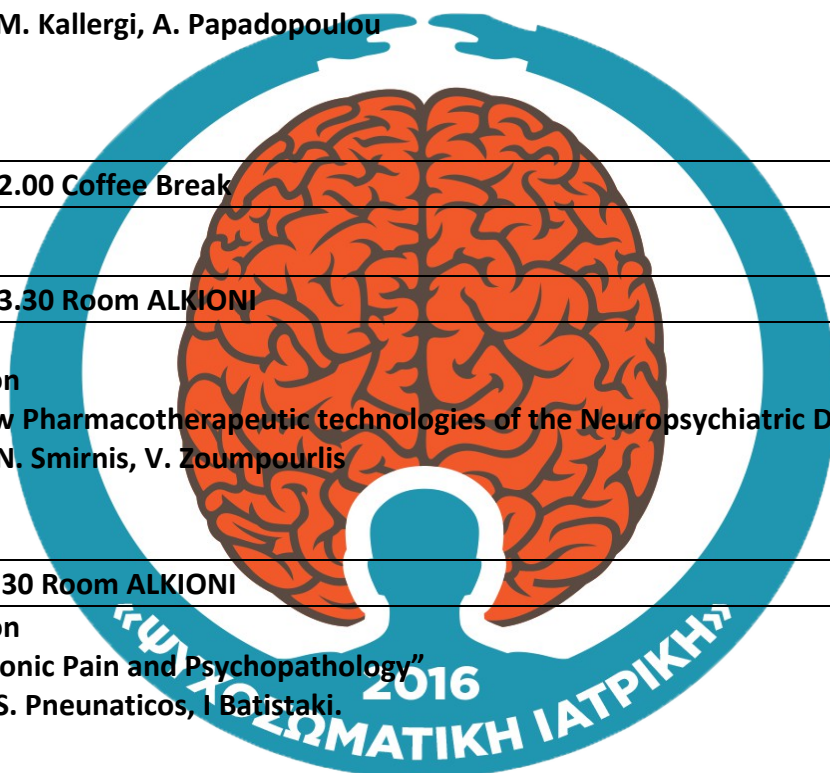 M. Kallergi, A. Papadopoulou
2.00 Coffee Break
3.30 Room ALKIONI
on
w Pharmacotherapeutic technologies of the Neuropsychiatric D
N. Smirnis, V. Zoumpourlis
30 Room ALKIONI
on
onic Pain and Psychopathology”
S. Pneunaticos, I Batistaki.
2016
«ΨΥΧΟΣΩΜΑΤΙΚΗ ΙΑΤΡΙΚΗ»